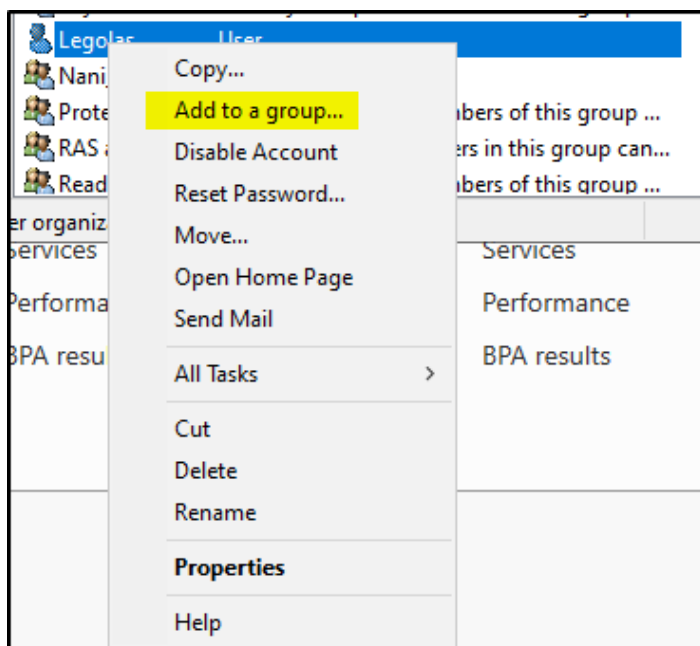 Legolas User
Copy...
Nani
Add to a group...
Prote
nbers of this group ...
Disable Account
RAS
ers in this group can...
Reset Password...
Read
nbers of this group ...
Move...
er organiz
Services
Services
Open Home Page
Performa
Performance
Send Mail
BPA resu
BPA results
All Tasks
Cut
Delete
Rename
Properties
Help